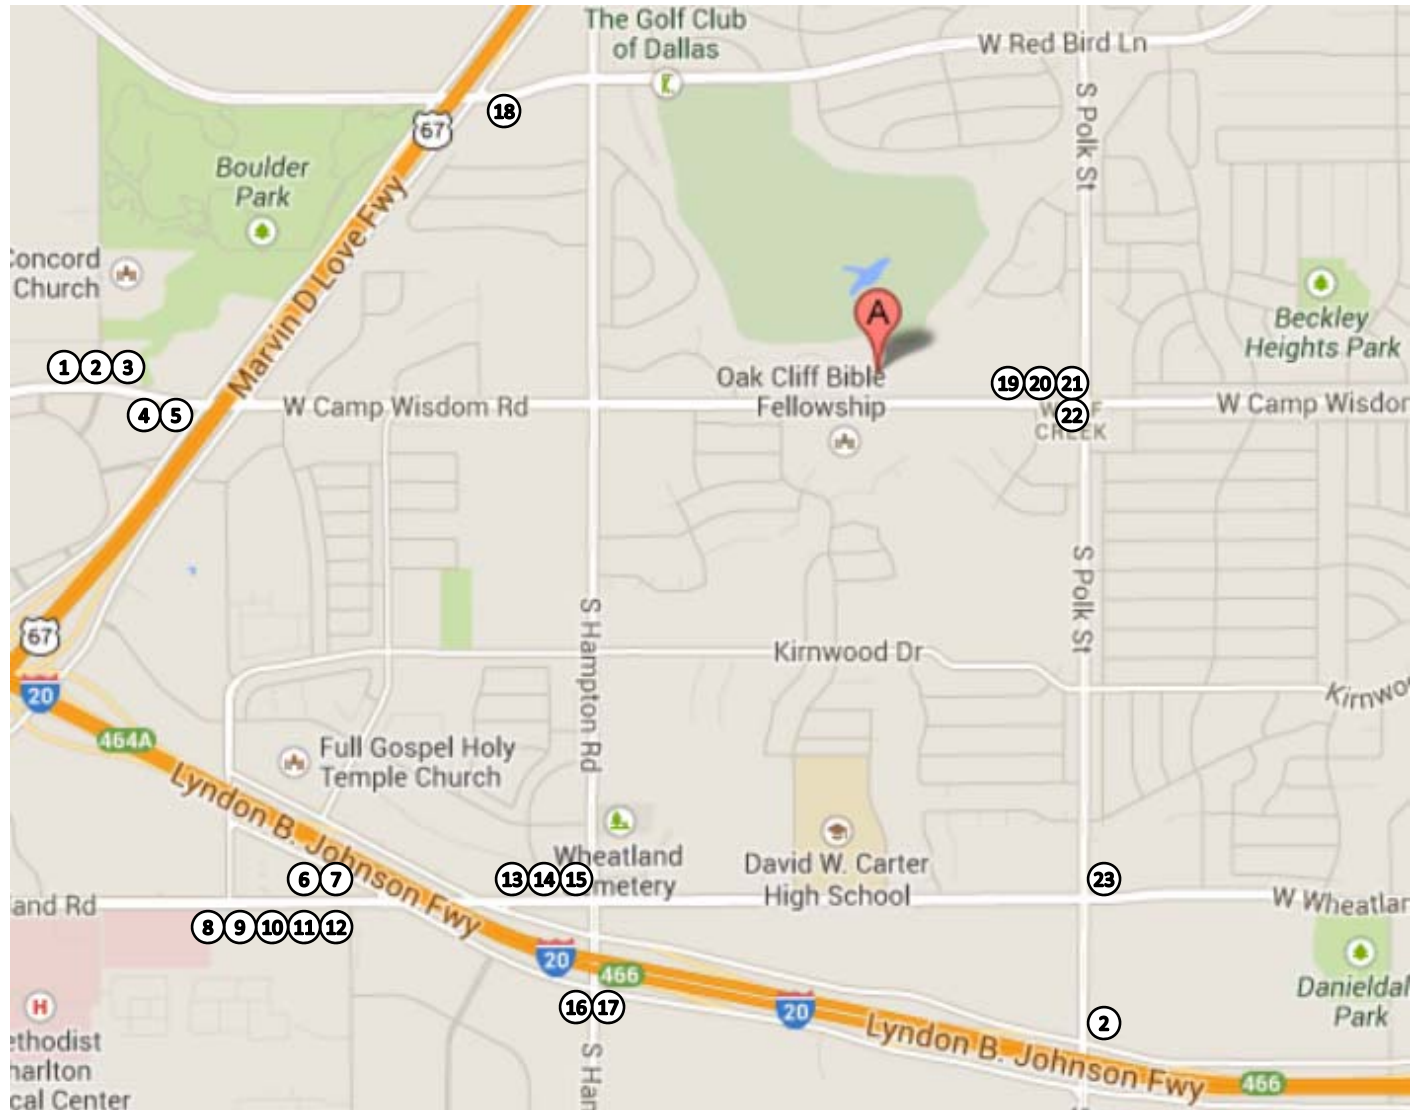 The Golf Club
of Dallas
W Red Bird Ln
18
67
S Polk St
Boulder
Park
Marvin D Love Fwy
Concord
Church
A
Beckley
Heights Park
1 2 3
Oak Cliff Bible
Fellowship
19 20 21
4 5
W Camp Wisdom Rd
22
CREEK
W Camp Wisdor
67
S Hampton Rd
S Polk St
Kirnwood Dr
20
Kirnwo
464A
Full Gospel Holy
Temple Church
Lyndon B. Johnson Fwy
Wheatland
metery
David W. Carter
High School
6 7
13 14 15
23
and Rd
W Wheatlar
8 9 10 11 12
20
466
Danieldal
Park
H
16 17
20
2
ethodist
harlton
cal Center
S Han
Lyndon B. Johnson Fwy
466